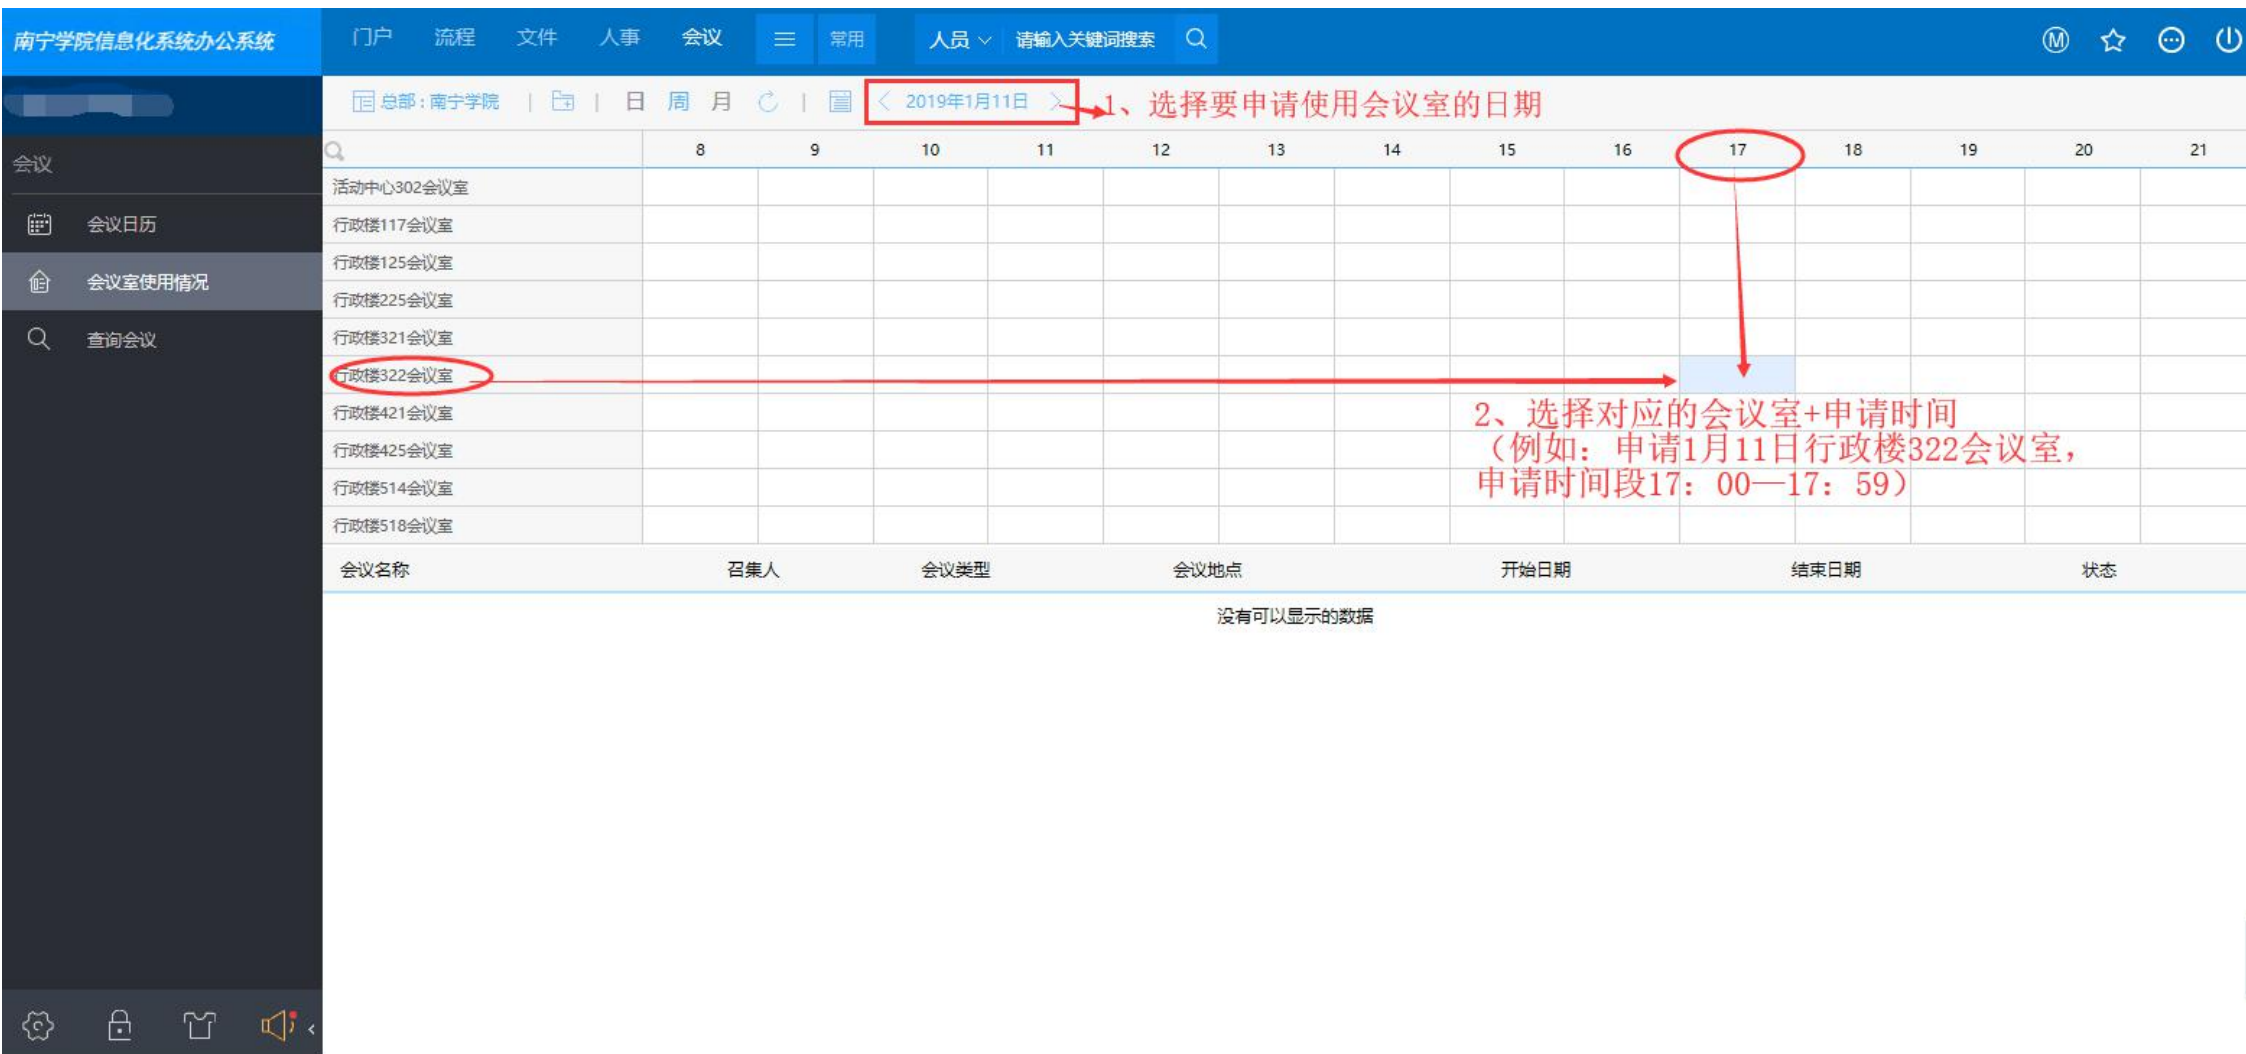 南宁学院信息化系统办公系统
门户 流程 文件 人事 会议 常用 人员 请输入关键词搜索
总部 : 南宁学院 | | 日 周 月 | 2019年1月11日
1、选择要申请使用会议室的日期
会议
会议日历
会议室使用情况
查询会议
8 9 10 11 12 13 14 15 16 17 18 19 20 21
活动中心302会议室
行政楼117会议室
行政楼125会议室
行政楼225会议室
行政楼321会议室
行政楼322会议室
行政楼421会议室
行政楼425会议室
行政楼514会议室
行政楼518会议室
2、选择对应的会议室+申请时间
（例如：申请1月11日行政楼322会议室，
申请时间段17：00—17：59）
会议名称 召集人 会议类型 会议地点 开始日期 结束日期 状态
没有可以显示的数据